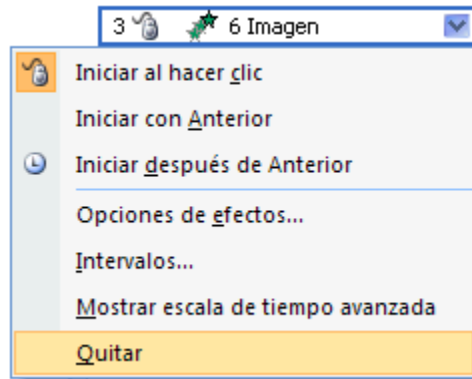 3 6 Imagen
Iniciar al hacer clic
Iniciar con Anterior
Iniciar después de Anterior
Opciones de efectos...
Intervalos...
Mostrar escala de tiempo avanzada
Quitar